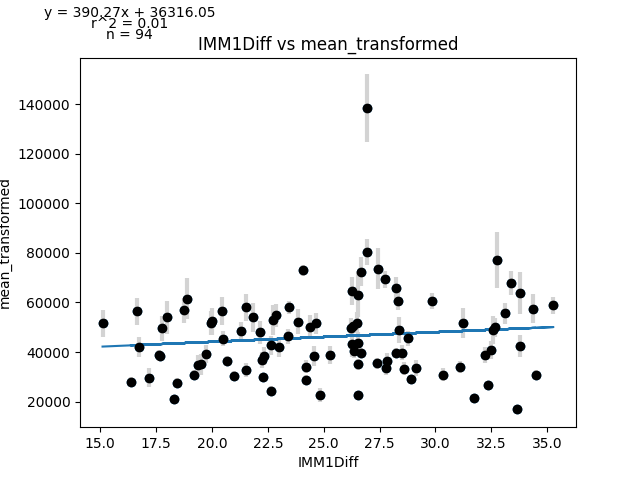 y = 390.27x + 36316.05
r^2 = 0.01
n = 94
IMM1Diff vs mean_transformed
mean_transformed
140000
120000
100000
80000
60000
40000
20000
15.0 17.5 20.0 22.5 25.0 27.5 30.0 32.5 35.0
IMM1Diff